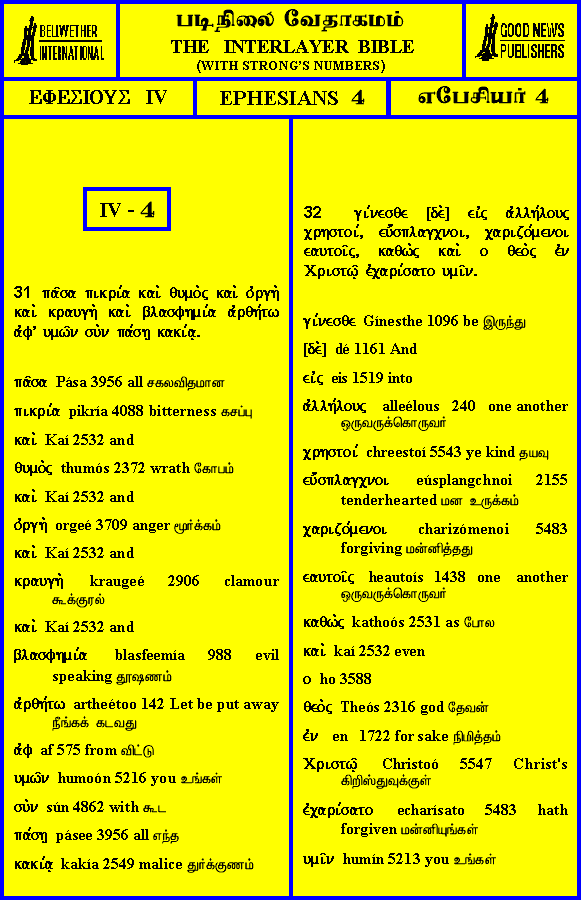 BELLWETHER
INTERNATIONAL
படிநிலை வேதாகமம்
THE INTERLAYER BIBLE
(WITH STRONG'S NUMBERS)
GOOD NEWS
PUBLISHERS
ΕΦΕΣΙΟΥΣ IV
EPHESIANS 4
எபேசியர் 4
IV - 4
31 πᾶσα πικρία καὶ θυμὸς καὶ ὀργὴ
καὶ κραυγὴ καὶ βλασφημία ἀρθήτω
ἀφ' υμῶν σὺν πάσῃ κακίᾳ.
πᾶσα Pása 3956 all சகலவிதமான
πικρία pikría 4088 bitterness கசப்பு
καὶ Kaí 2532 and
θυμὸς thumós 2372 wrath கோபம்
καὶ Kaí 2532 and
ὀργὴ orgeé 3709 anger மூர்க்கம்
καὶ Kaí 2532 and
κραυγὴ kraugeé 2906 clamour
கூக்குரல்
καὶ Kaí 2532 and
βλασφημία blasfeemía 988 evil
speaking தூஷணம்
ἀρθήτω artheétoo 142 Let be put away
நீங்கக் கடவது
ἀφ af 575 from விட்டு
υμῶν humoón 5216 you உங்கள்
σὺν sún 4862 with கூட
πάσῃ pásee 3956 all எந்த
κακίᾳ kakía 2549 malice துர்க்குணம்
32 γίνεσθε [δὲ] εἰς ἀλλήλους
χρηστοί, εὔσπλαγχνοι, χαριζόμενοι
εαυτοῖς, καθὼς καὶ ο θεὸς ἐν
Χριστῷ ἐχαρίσατο υμῖν.
γίνεσθε Ginesthe 1096 be இருந்து
[δὲ] dé 1161 And
εἰς eis 1519 into
ἀλλήλους alleélous 240 one another
ஒருவருக்கொருவர்
χρηστοί chreestoí 5543 ye kind தயவு
εὔσπλαγχνοι eúsplangchnoi 2155
tenderhearted மன உருக்கம்
χαριζόμενοι charizómenoi 5483
forgiving மன்னித்தது
εαυτοῖς heautoís 1438 one another
ஒருவருக்கொருவர்
καθὼς kathoós 2531 as போல
καὶ kaí 2532 even
ο ho 3588
θεὸς Theós 2316 god தேவன்
ἐν en 1722 for sake நிமித்தம்
Χριστῷ Christoó 5547 Christ's
கிறிஸ்துவுக்குள்
ἐχαρίσατο echarísato 5483 hath
forgiven மன்னியுங்கள்
υμῖν humín 5213 you உங்கள்